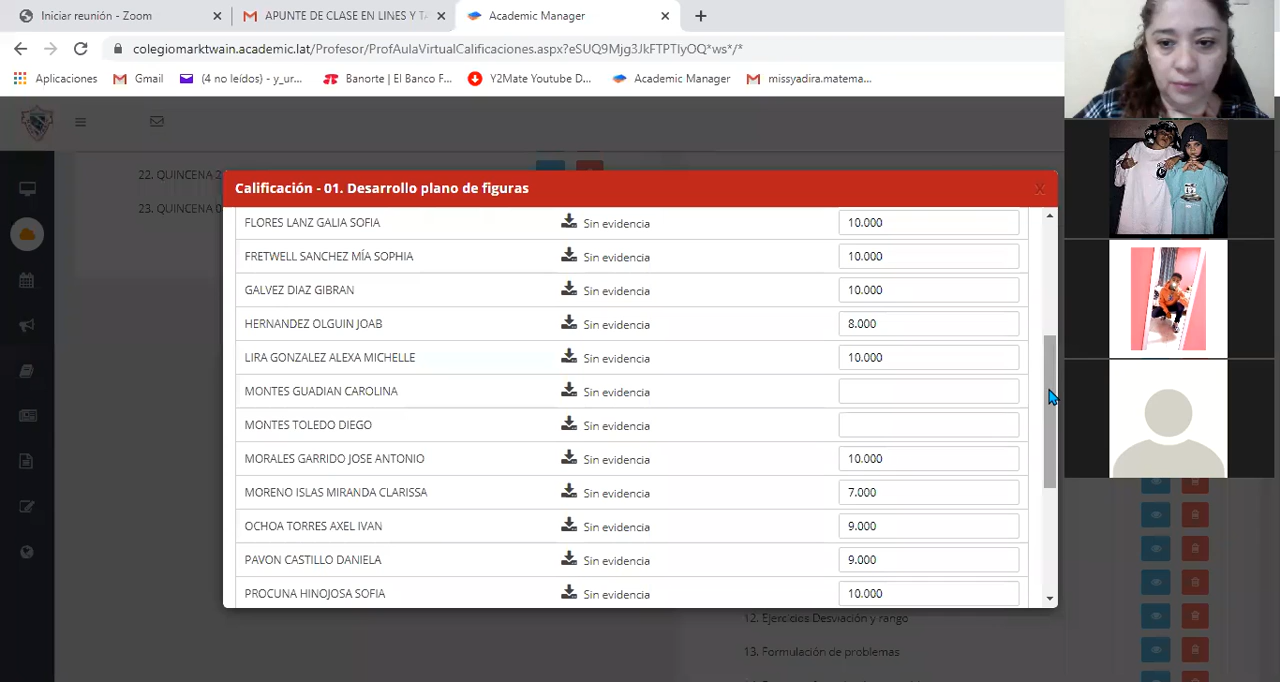 Iniciar reunión - Zoom
APUNTE DE CLASE EN LINES Y TA
Academic Manager
colegiomarktwain.academic.lat/Profesor/ProfAulaVirtualCalificaciones.aspx?eSUQ9Mjg3JkFTPTIyOQ*ws*/*
Aplicaciones
Gmail
(4 no leídos) - y_ur...
Banorte | El Banco F...
Y2Mate Youtube D...
Academic Manager
missyadira.matema...
22. QUINCENA 2
23. QUINCENA 0
Calificación - 01. Desarrollo plano de figuras
X
FLORES LANZ GALIA SOFIA Sin evidencia 10.000
FRETWELL SANCHEZ MÍA SOPHIA Sin evidencia 10.000
GALVEZ DIAZ GIBRAN Sin evidencia 10.000
HERNANDEZ OLGUIN JOAB Sin evidencia 8.000
LIRA GONZALEZ ALEXA MICHELLE Sin evidencia 10.000
MONTES GUADIAN CAROLINA Sin evidencia
MONTES TOLEDO DIEGO Sin evidencia
MORALES GARRIDO JOSE ANTONIO Sin evidencia 10.000
MORENO ISLAS MIRANDA CLARISSA Sin evidencia 7.000
OCHOA TORRES AXEL IVAN Sin evidencia 9.000
PAVON CASTILLO DANIELA Sin evidencia 9.000
PROCUNA HINOJOSA SOFIA Sin evidencia 10.000
12. Ejercicios Desviación y rango
13. Formulación de problemas